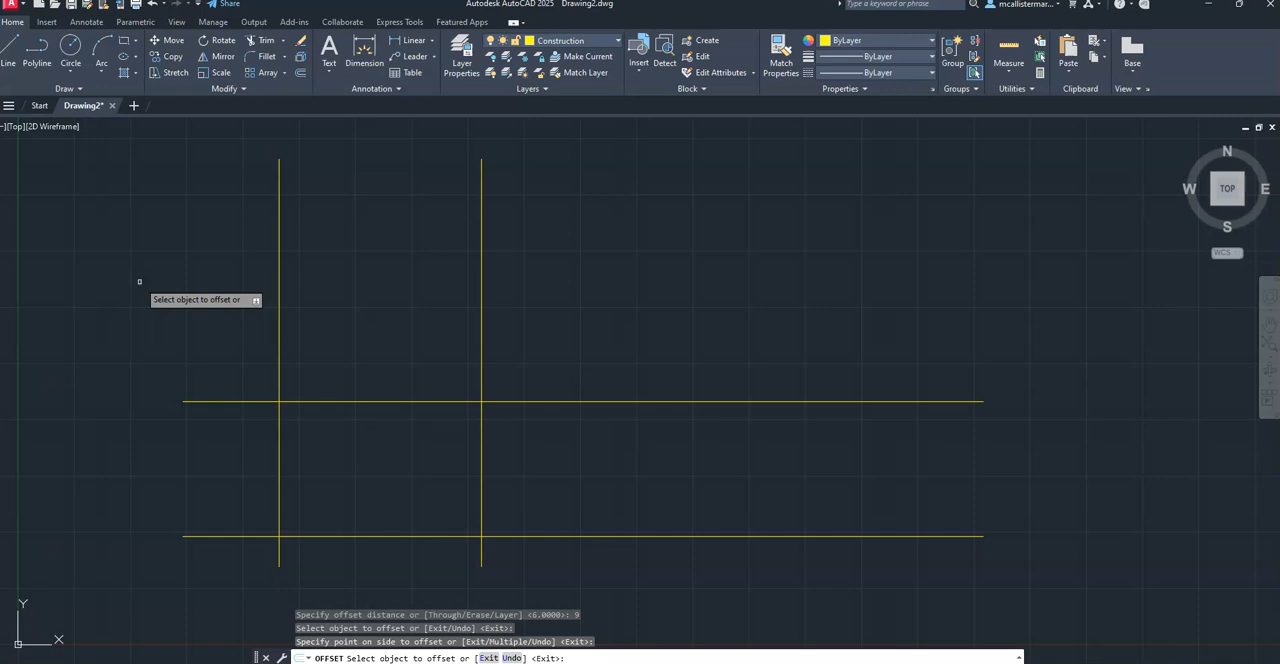 A Share Autodesk AutoCAD 2025 Drawing2.dwg Type a keyword or phrase mcallistermar...
Home Insert Annotate Parametric View Manage Output Add-ins Collaborate Express Tools Featured Apps
Line Polyline Circle Arc
Move Rotate Trim
Copy Mirror Fillet
Stretch Scale Array
Text Dimension
Linear
Leader
Table
Layer Properties
Construction
Make Current
Match Layer
Insert Detect
Create
Edit
Edit Attributes
Match Properties
ByLayer
ByLayer
ByLayer
Group
Measure
Paste
Base
Draw Modify Annotation Layers Block Properties Groups Utilities Clipboard View
Start Drawing2* × +
−][Top][2D Wireframe]
N
W TOP E
S
WCS
Select object to offset or
Y
X
Specify offset distance or [Through/Erase/Layer] <6.0000>: 9
Select object to offset or [Exit/Undo] <Exit>:
Specify point on side to offset or [Exit/Multiple/Undo] <Exit>:
OFFSET Select object to offset or [Exit Undo] <Exit>: